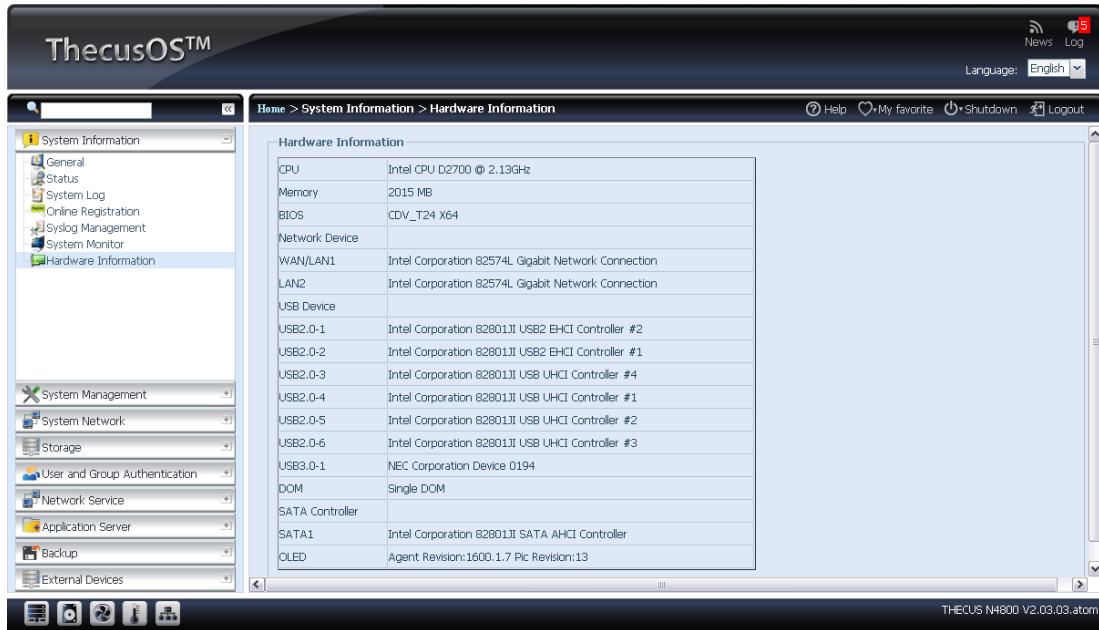 ThecusOS™
5
News Log
Language: English
Home > System Information > Hardware Information
Help My favorite Shutdown Logout
System Information
General
Status
System Log
Online Registration
Syslog Management
System Monitor
Hardware Information
System Management
System Network
Storage
User and Group Authentication
Network Service
Application Server
Backup
External Devices
Hardware Information
CPU Intel CPU D2700 @ 2.13GHz
Memory 2015 MB
BIOS CDV_T24 X64
Network Device
WAN/LAN1 Intel Corporation 82574L Gigabit Network Connection
LAN2 Intel Corporation 82574L Gigabit Network Connection
USB Device
USB2.0-1 Intel Corporation 82801JI USB2 EHCI Controller #2
USB2.0-2 Intel Corporation 82801JI USB2 EHCI Controller #1
USB2.0-3 Intel Corporation 82801JI USB UHCI Controller #4
USB2.0-4 Intel Corporation 82801JI USB UHCI Controller #1
USB2.0-5 Intel Corporation 82801JI USB UHCI Controller #2
USB2.0-6 Intel Corporation 82801JI USB UHCI Controller #3
USB3.0-1 NEC Corporation Device 0194
DOM Single DOM
SATA Controller
SATA1 Intel Corporation 82801JI SATA AHCI Controller
OLED Agent Revision:1600.1.7 Pic Revision:13
THECUS N4800 V2.03.03.atom